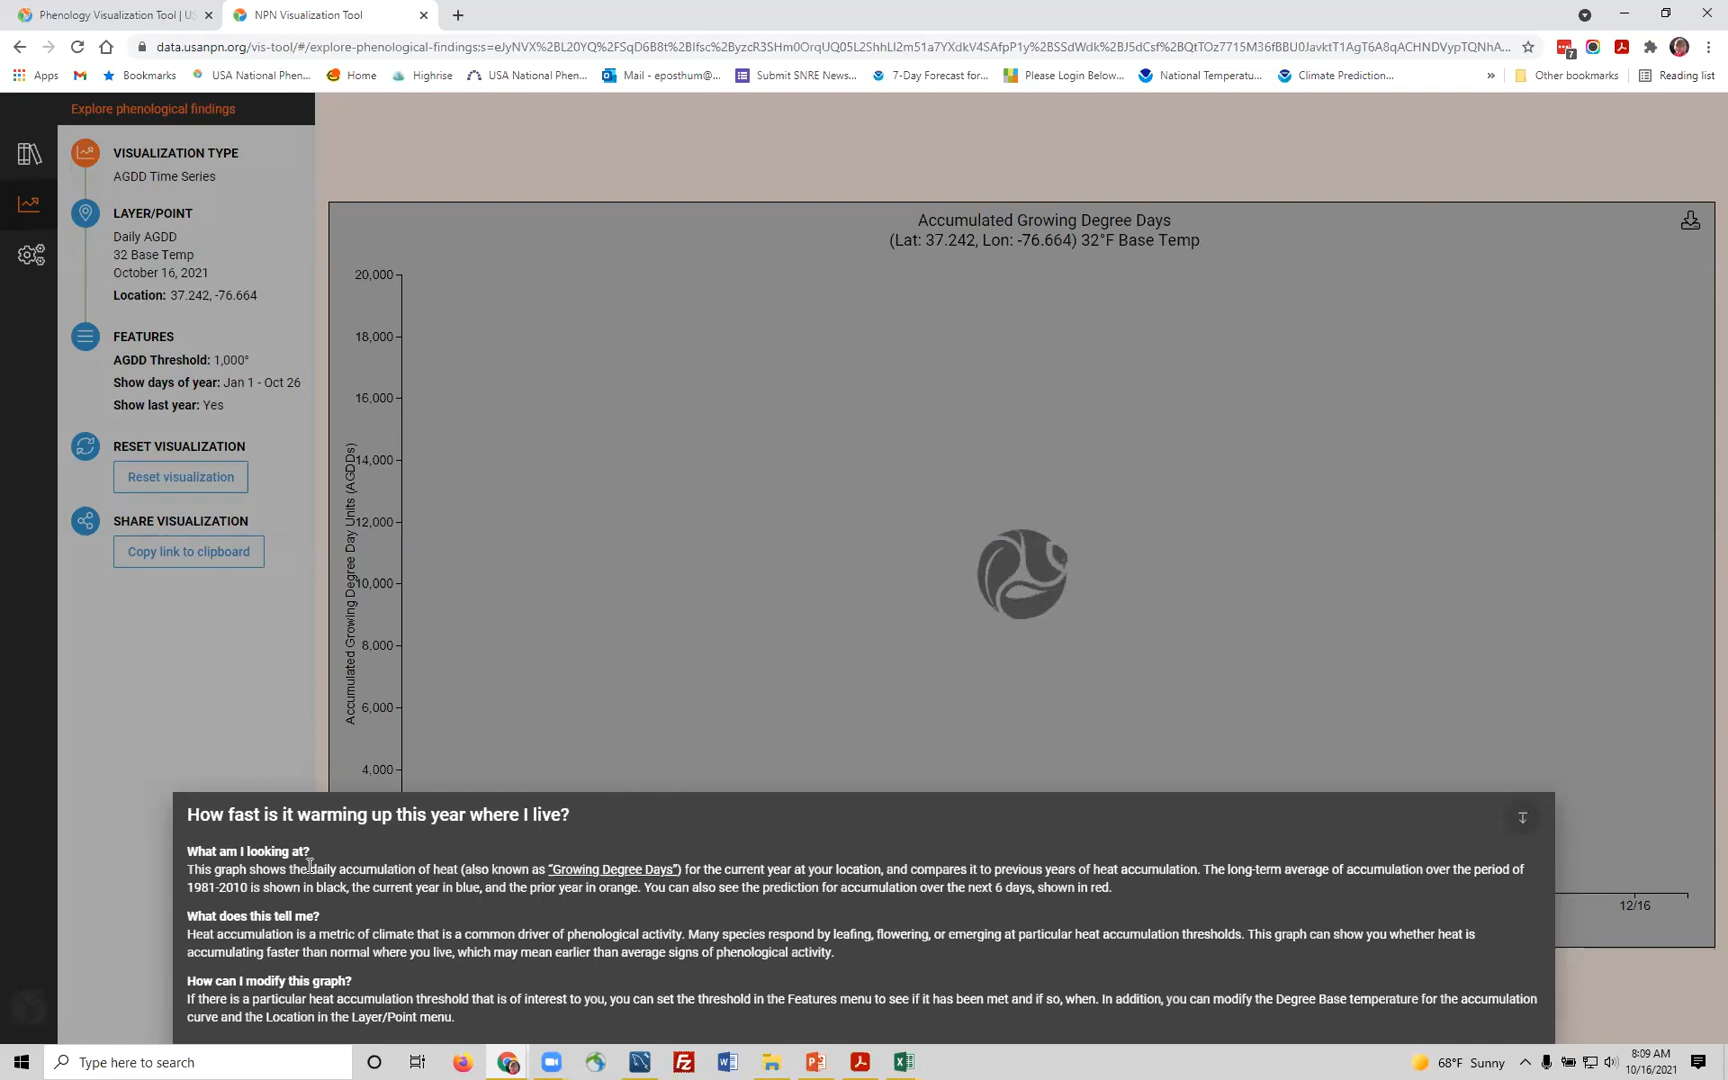 Phenology Visualization Tool | US
NPN Visualization Tool
data.usanpn.org/vis-tool/#/explore-phenological-findings;s=
Apps
Bookmarks
USA National Phen...
Home
Highrise
USA National Phen...
Mail - eposthum@...
Submit SNRE News...
7-Day Forecast for...
Please Login Below...
National Temperatu...
Climate Prediction...
»
Other bookmarks
Reading list
7
Explore phenological findings
VISUALIZATION TYPE
AGDD Time Series
LAYER/POINT
Daily AGDD
32 Base Temp
October 16, 2021
Location: 37.242, -76.664
FEATURES
AGDD Threshold: 1,000°
Show days of year: Jan 1 - Oct 26
Show last year: Yes
RESET VISUALIZATION
Reset visualization
SHARE VISUALIZATION
Copy link to clipboard
Accumulated Growing Degree Days
(Lat: 37.242, Lon: -76.664) 32°F Base Temp
Accumulated Growing Degree Day Units (AGDDs)
20,000
18,000
16,000
14,000
12,000
10,000
8,000
6,000
4,000
12/16
How fast is it warming up this year where I live?
What am I looking at?
This graph shows the daily accumulation of heat (also known as “Growing Degree Days”) for the current year at your location, and compares it to previous years of heat accumulation. The long-term average of accumulation over the period of
1981-2010 is shown in black, the current year in blue, and the prior year in orange. You can also see the prediction for accumulation over the next 6 days, shown in red.
What does this tell me?
Heat accumulation is a metric of climate that is a common driver of phenological activity. Many species respond by leafing, flowering, or emerging at particular heat accumulation thresholds. This graph can show you whether heat is
accumulating faster than normal where you live, which may mean earlier than average signs of phenological activity.
How can I modify this graph?
If there is a particular heat accumulation threshold that is of interest to you, you can set the threshold in the Features menu to see if it has been met and if so, when. In addition, you can modify the Degree Base temperature for the accumulation
curve and the Location in the Layer/Point menu.
Type here to search
68°F Sunny
8:09 AM
10/16/2021